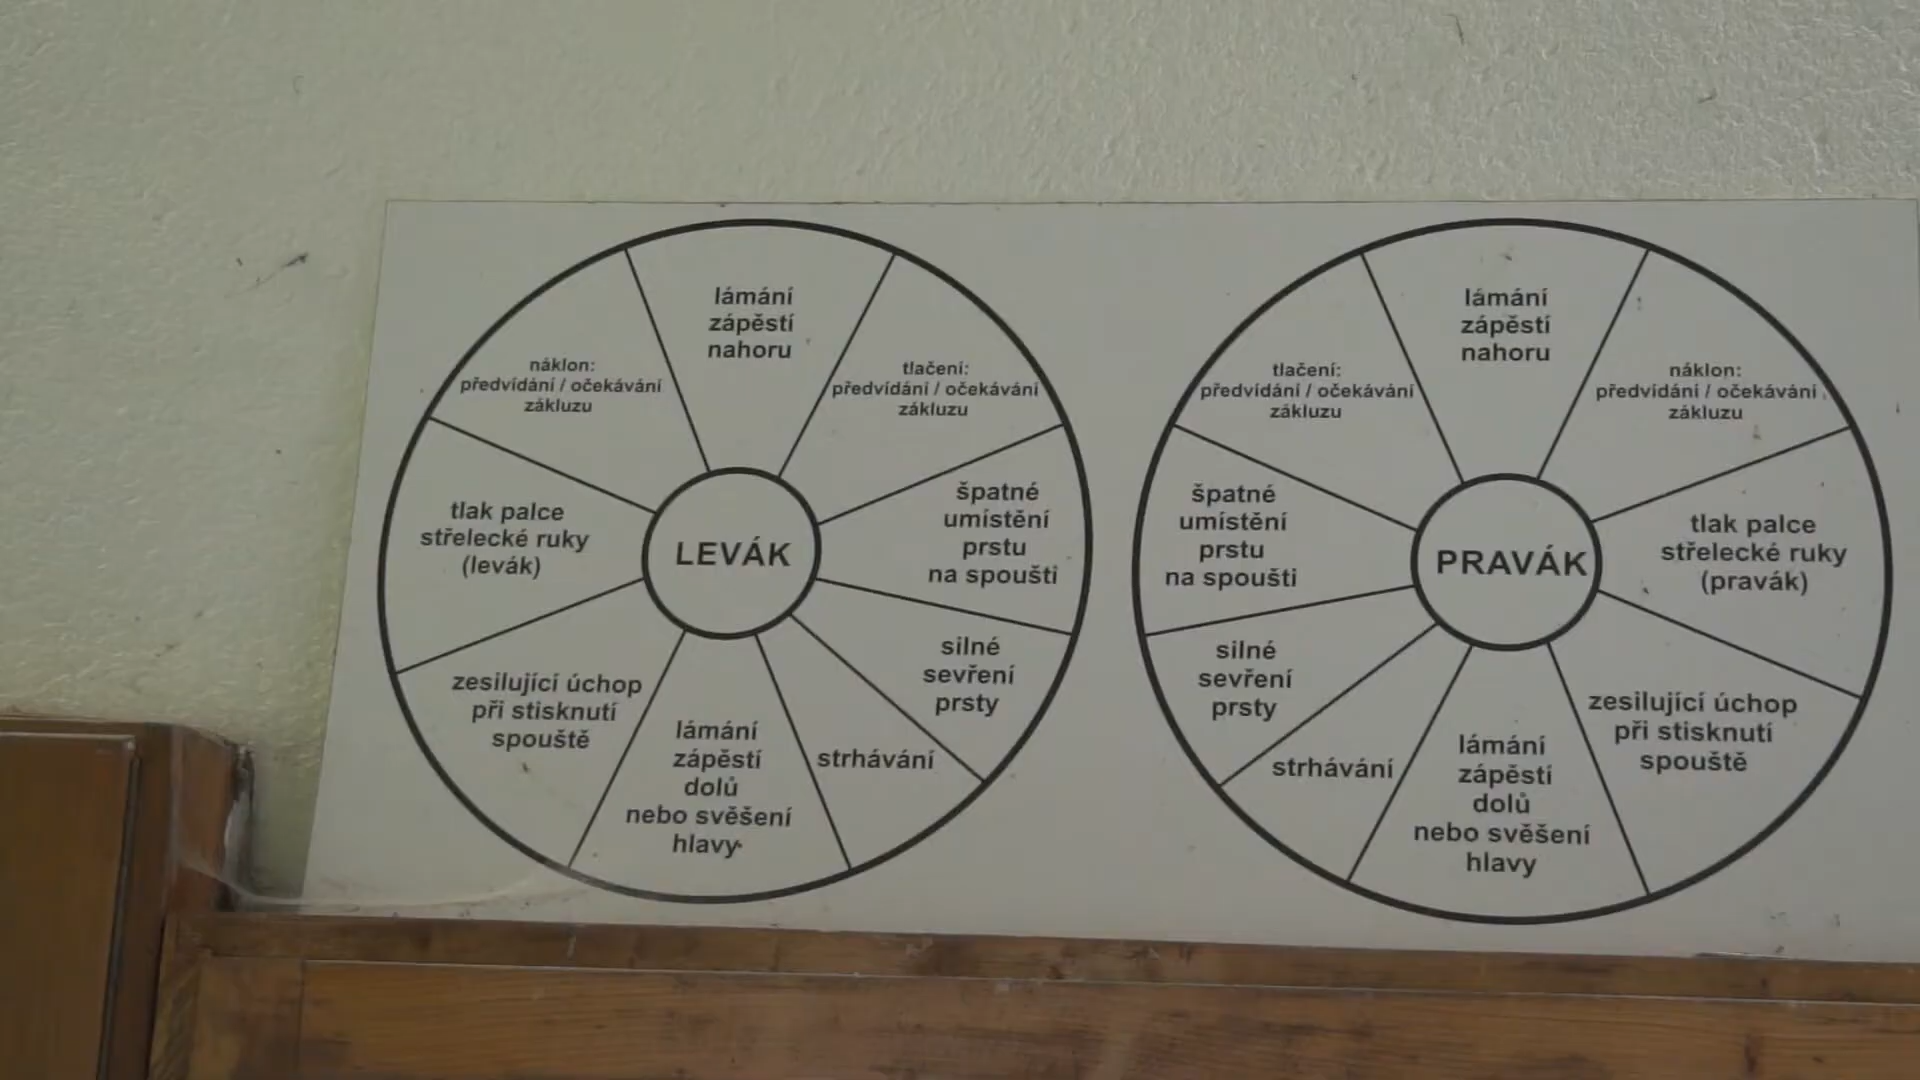 lámání
zápěstí
nahoru
náklon:
předvídání / očekávání
zákluzu
tlačení:
předvídání / očekávání
zákluzu
tlak palce
střelecké ruky
(levák)
LEVÁK
špatné
umístění
prstu
na spoušti
silné
sevření
prsty
zesilující úchop
při stisknutí
spouště
lámání
zápěstí
dolů
nebo svěšení
hlavy
strhávání
lámání
zápěstí
nahoru
tlačení:
předvídání / očekávání
zákluzu
náklon:
předvídání / očekávání
zákluzu
špatné
umístění
prstu
na spoušti
PRAVÁK
tlak palce
střelecké ruky
(pravák)
silné
sevření
prsty
strhávání
lámání
zápěstí
dolů
nebo svěšení
hlavy
zesilující úchop
při stisknutí
spouště